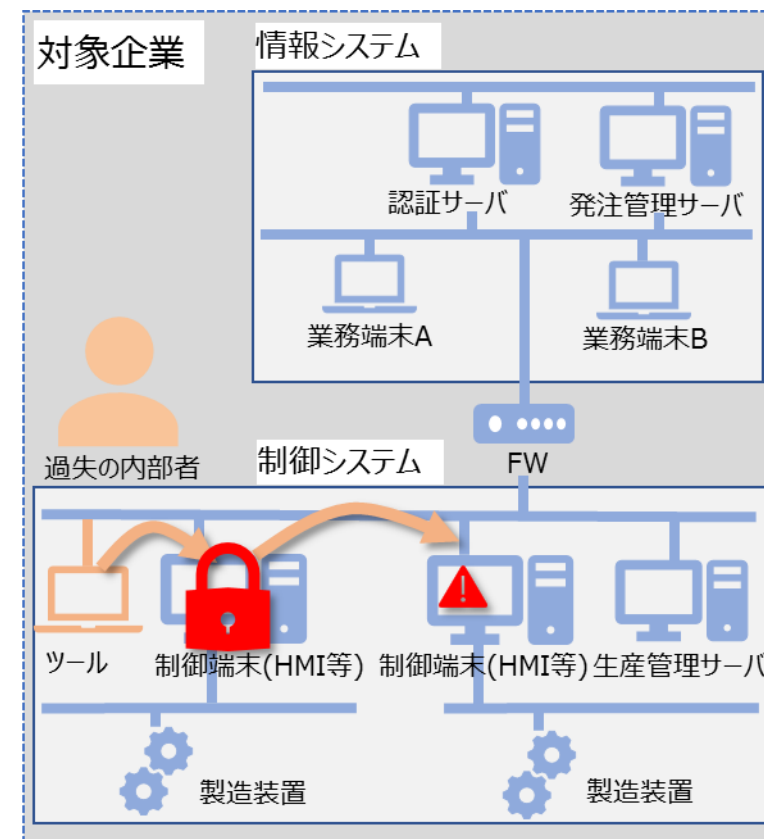 対象企業
情報システム
認証サーバ
発注管理サーバ
業務端末A
業務端末B
過失の内部者
制御システム
FW
ツール
制御端末(HMI等)
制御端末(HMI等)
生産管理サーバ
製造装置
製造装置